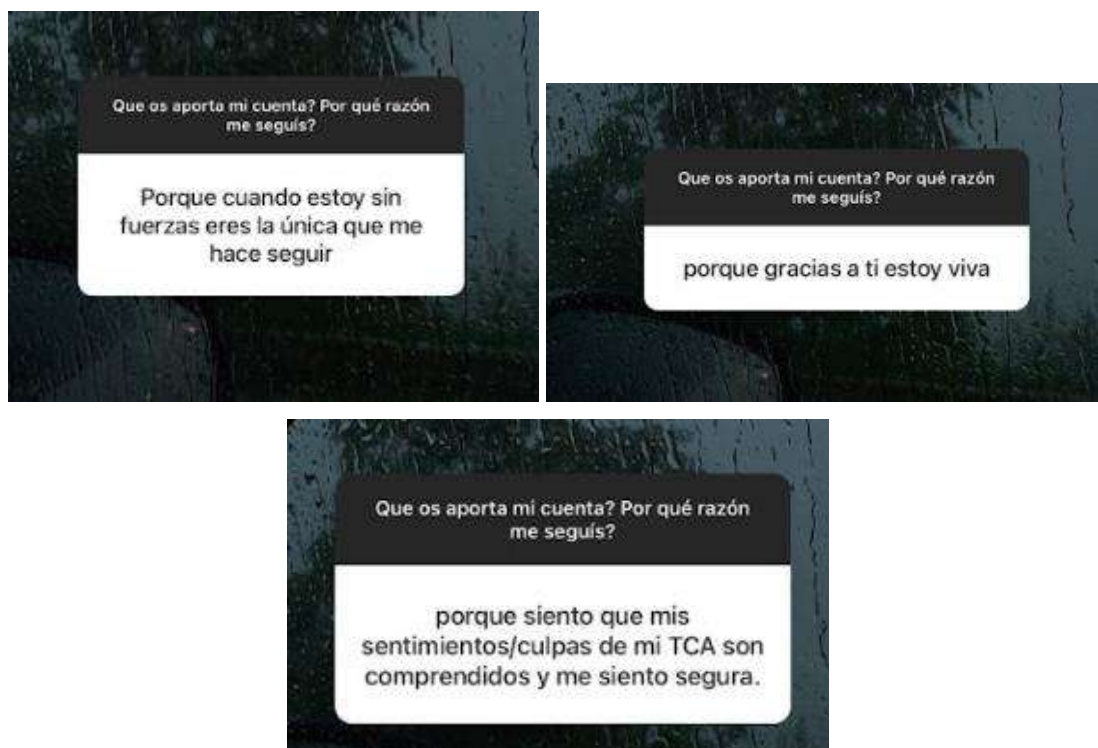 Que os aporta mi cuenta? Por qué razón
me seguís?
Porque cuando estoy sin
fuerzas eres la única que me
hace seguir
Que os aporta mi cuenta? Por qué razón
me seguís?
porque gracias a ti estoy viva
Que os aporta mi cuenta? Por qué razón
me seguís?
porque siento que mis
sentimientos/culpas de mi TCA son
comprendidos y me siento segura.